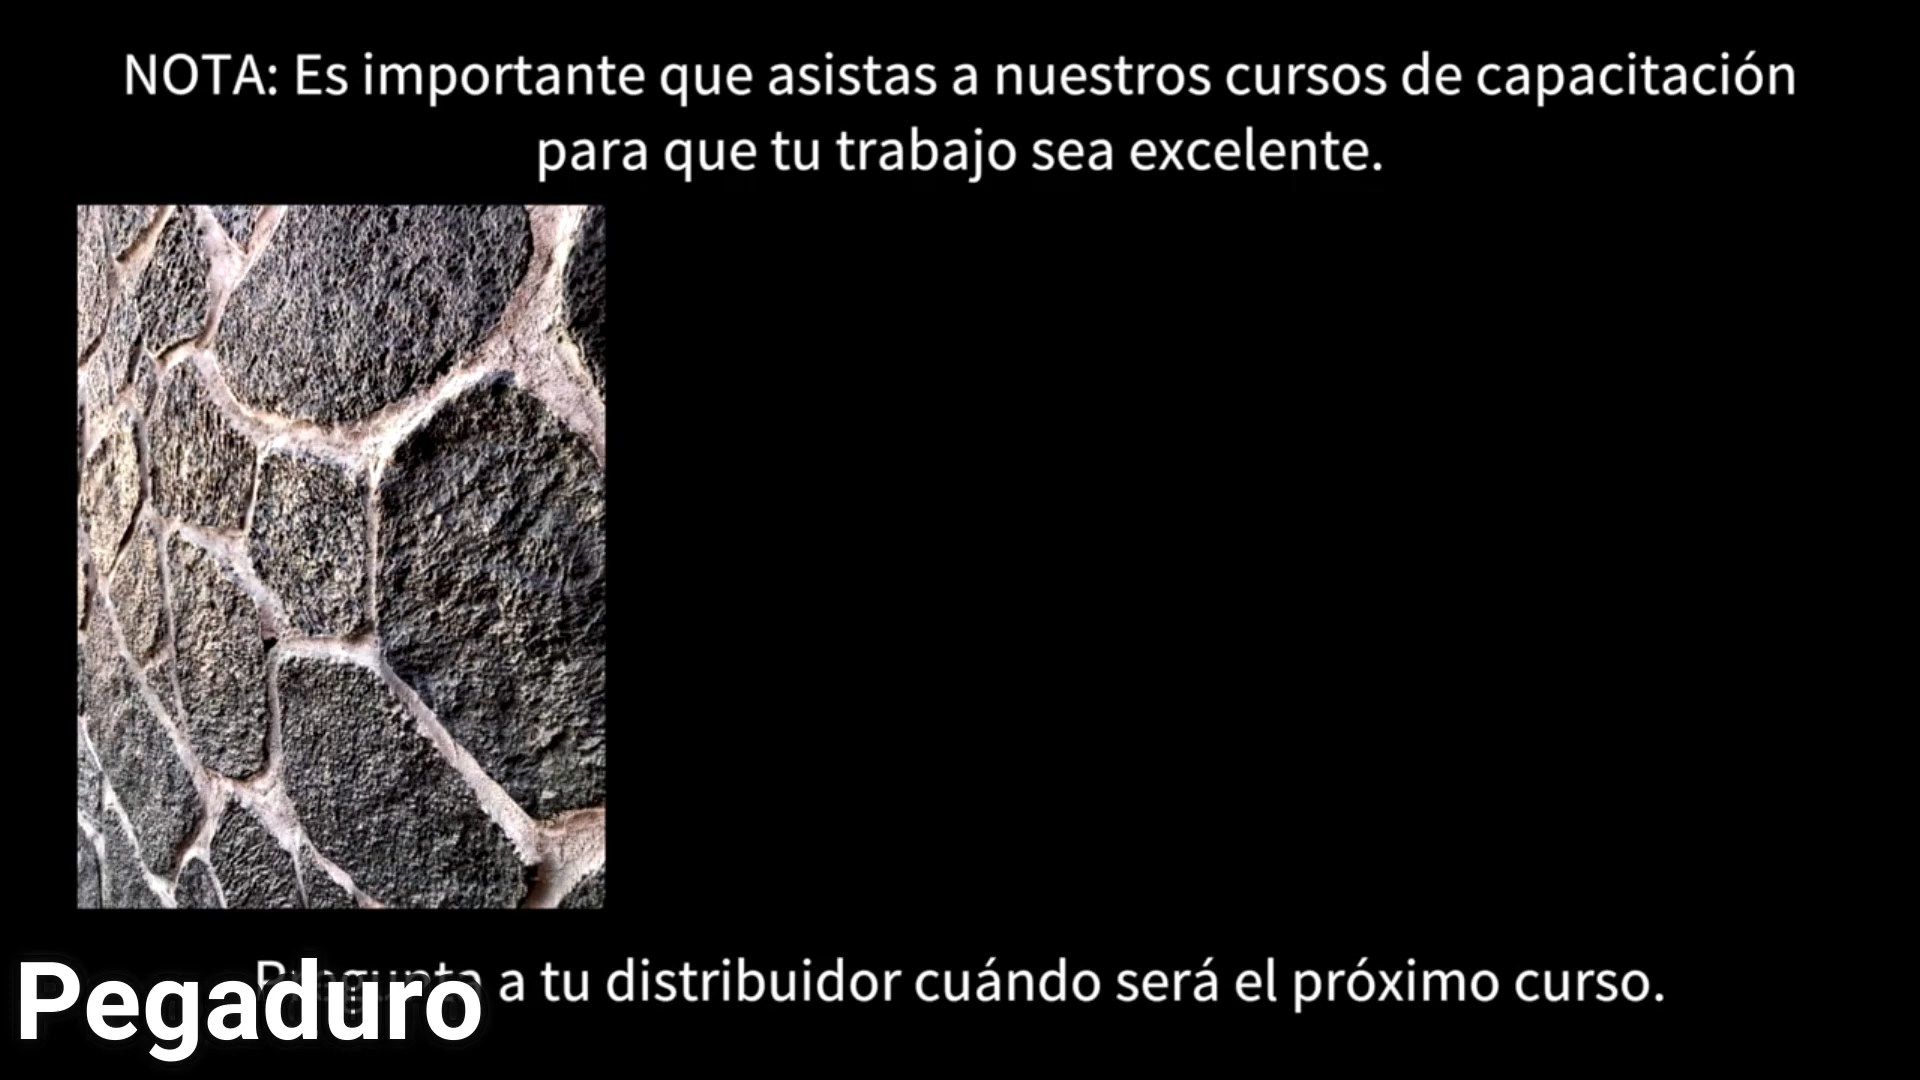 NOTA: Es importante que asistas a nuestros cursos de capacitación
para que tu trabajo sea excelente.
Pregunta a tu distribuidor cuándo será el próximo curso.
Pegaduro